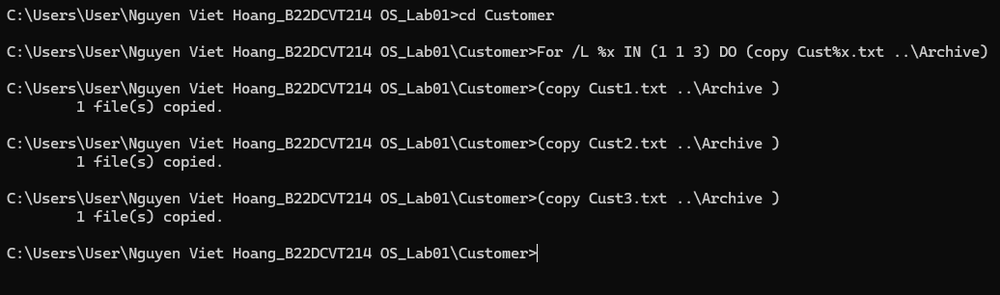 C:\Users\User\Nguyen Viet Hoang_B22DCVT214 OS_Lab01>cd Customer
C:\Users\User\Nguyen Viet Hoang_B22DCVT214 OS_Lab01\Customer>For /L %x IN (1 1 3) DO (copy Cust%x.txt ..\Archive)
C:\Users\User\Nguyen Viet Hoang_B22DCVT214 OS_Lab01\Customer>(copy Cust1.txt ..\Archive )
        1 file(s) copied.
C:\Users\User\Nguyen Viet Hoang_B22DCVT214 OS_Lab01\Customer>(copy Cust2.txt ..\Archive )
        1 file(s) copied.
C:\Users\User\Nguyen Viet Hoang_B22DCVT214 OS_Lab01\Customer>(copy Cust3.txt ..\Archive )
        1 file(s) copied.
C:\Users\User\Nguyen Viet Hoang_B22DCVT214 OS_Lab01\Customer>